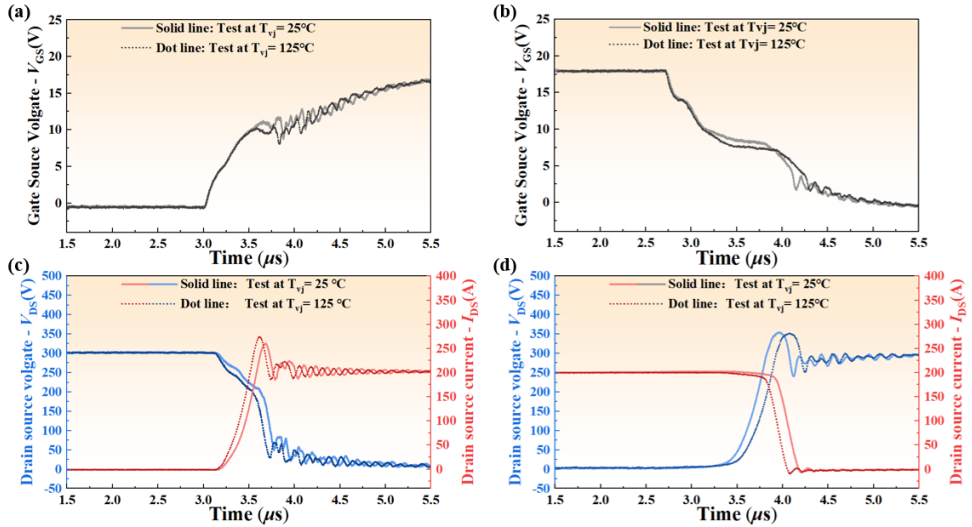 (a)
Solid line: Test at Tvj= 25°C
Dot line: Test at Tvj= 125°C
Gate Souce Volgate - VGS(V)
25
20
15
10
5
0
1.5 2.0 2.5 3.0 3.5 4.0 4.5 5.0 5.5
Time (μs)
(b)
Solid line: Test at Tvj= 25°C
Dot line: Test at Tvj= 125°C
Gate Souce Volgate - VGS(V)
25
20
15
10
5
0
1.5 2.0 2.5 3.0 3.5 4.0 4.5 5.0 5.5
Time (μs)
(c)
Solid line: Test at Tvj= 25 °C
Dot line: Test at Tvj= 125 °C
Drain source volgate - VDS(V)
500
450
400
350
300
250
200
150
100
50
0
-50
Drain source current - IDS(A)
400
350
300
250
200
150
100
50
0
1.5 2.0 2.5 3.0 3.5 4.0 4.5 5.0 5.5
Time (μs)
(d)
Solid line: Test at Tvj= 25°C
Dot line: Test at Tvj= 125°C
Drain source volgate - VDS(V)
500
450
400
350
300
250
200
150
100
50
0
-50
Drain source current - IDS(A)
400
350
300
250
200
150
100
50
0
1.5 2.0 2.5 3.0 3.5 4.0 4.5 5.0 5.5
Time (μs)